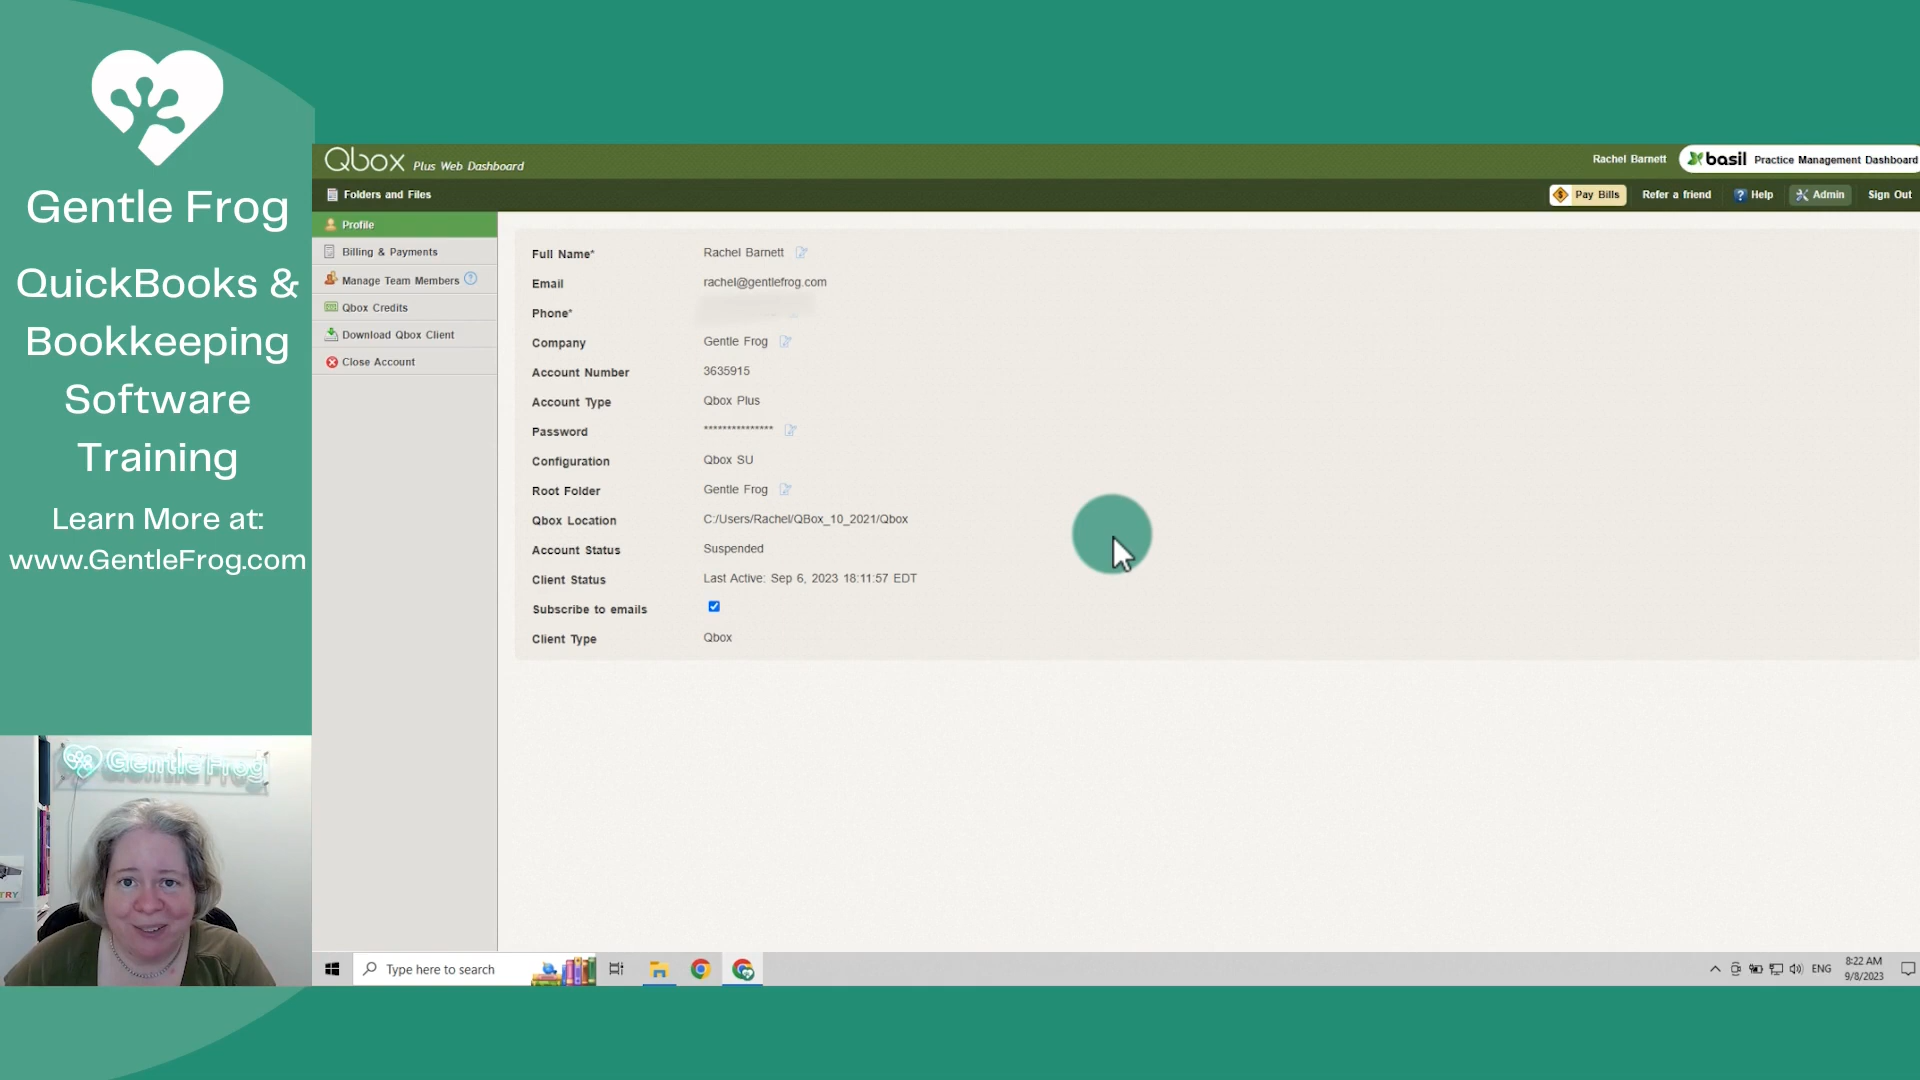 Gentle Frog
QuickBooks &
Bookkeeping
Software
Training
Learn More at:
www.GentleFrog.com
Gentle Frog
TRY
Qbox Plus Web Dashboard
Rachel Barnett
basil Practice Management Dashboard
Folders and Files
Pay Bills
Refer a friend
Help
Admin
Sign Out
Profile
Billing & Payments
Manage Team Members
Qbox Credits
Download Qbox Client
Close Account
Full Name* Rachel Barnett
Email rachel@gentlefrog.com
Phone*
Company Gentle Frog
Account Number 3635915
Account Type Qbox Plus
Password ***************
Configuration Qbox SU
Root Folder Gentle Frog
Qbox Location C:/Users/Rachel/QBox_10_2021/Qbox
Account Status Suspended
Client Status Last Active: Sep 6, 2023 18:11:57 EDT
Subscribe to emails
Client Type Qbox
Type here to search
ENG
8:22 AM
9/8/2023